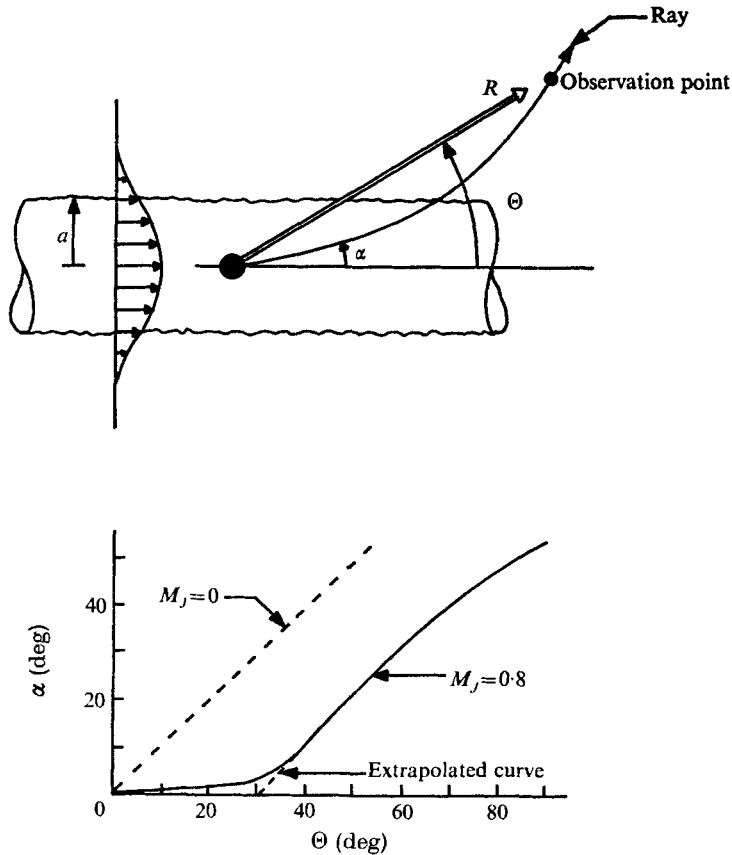 Ray
Observation point
R
Θ
a
α
M_J=0
40
α (deg)
M_J=0·8
20
Extrapolated curve
0
20
40
60
80
Θ (deg)